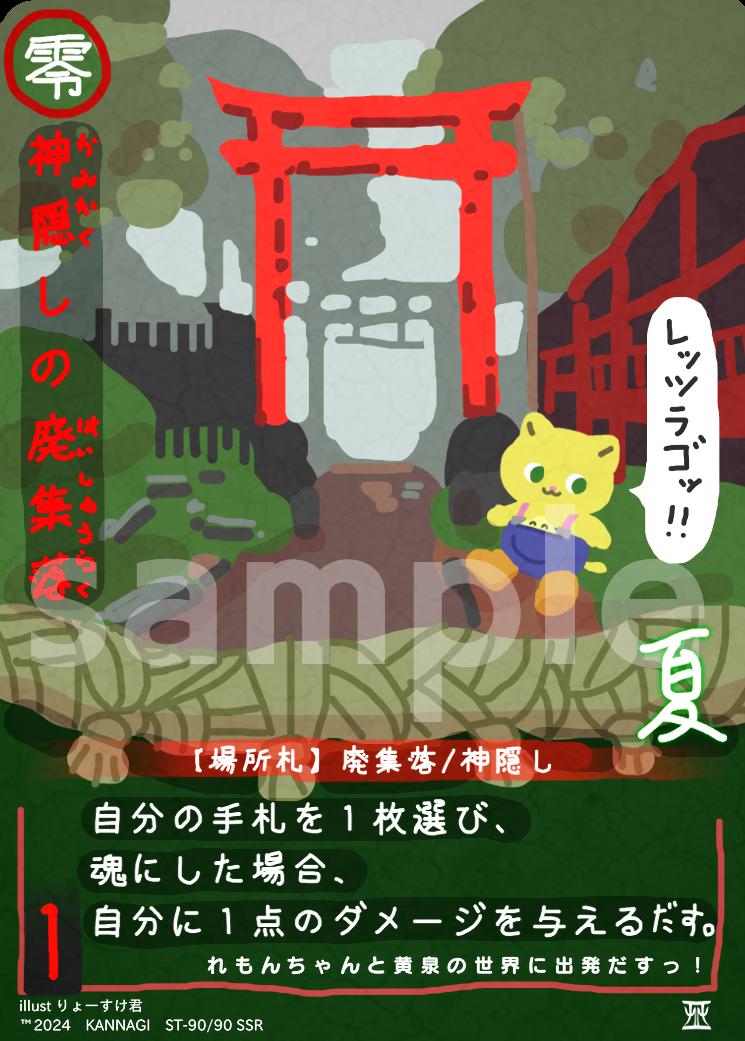 零
神隠しの廃集落
かみかく
はいしゅうらく
レッツラゴッ!!
sample
夏
【場所札】廃集落/神隠し
自分の手札を1枚選び、
魂にした場合、
自分に1点のダメージを与えるだす。
1
れもんちゃんと黄泉の世界に出発だすっ！
illust りょーすけ君
™2024 KANNAGI ST-90/90 SSR